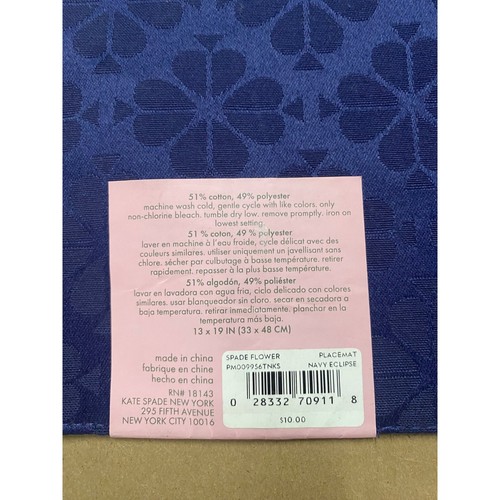 51% cotton, 49% polyester
machine wash cold, gentle cycle with like colors. only
non-chlorine bleach. tumble dry low. remove promptly. iron on
lowest setting.
51 % coton, 49 % polyester
laver en machine à l'eau froide, cycle délicat avec des
couleurs similaires. utiliser uniquement un javellisant sans
chlore. sécher par culbutage à basse température. retirer
rapidement. repasser à la plus basse température.
51% algodón, 49% poliéster
lavar en lavadora con agua fria, ciclo delicado con colores
similares. usar blanqueador sin cloro. secar en secadora a
baja temperatura. retirar inmediatamente. planchar en la
temperatura más baja.
13 x 19 IN (33 x 48 CM)
made in china
fabrique en chine
hecho en china
RN# 18143
KATE SPADE NEW YORK
295 FIFTH AVENUE
NEW YORK CITY 10016
SPADE FLOWER PLACEMAT
PM009956TNKS NAVY ECLIPSE
0 28332 70911 8
$10.00